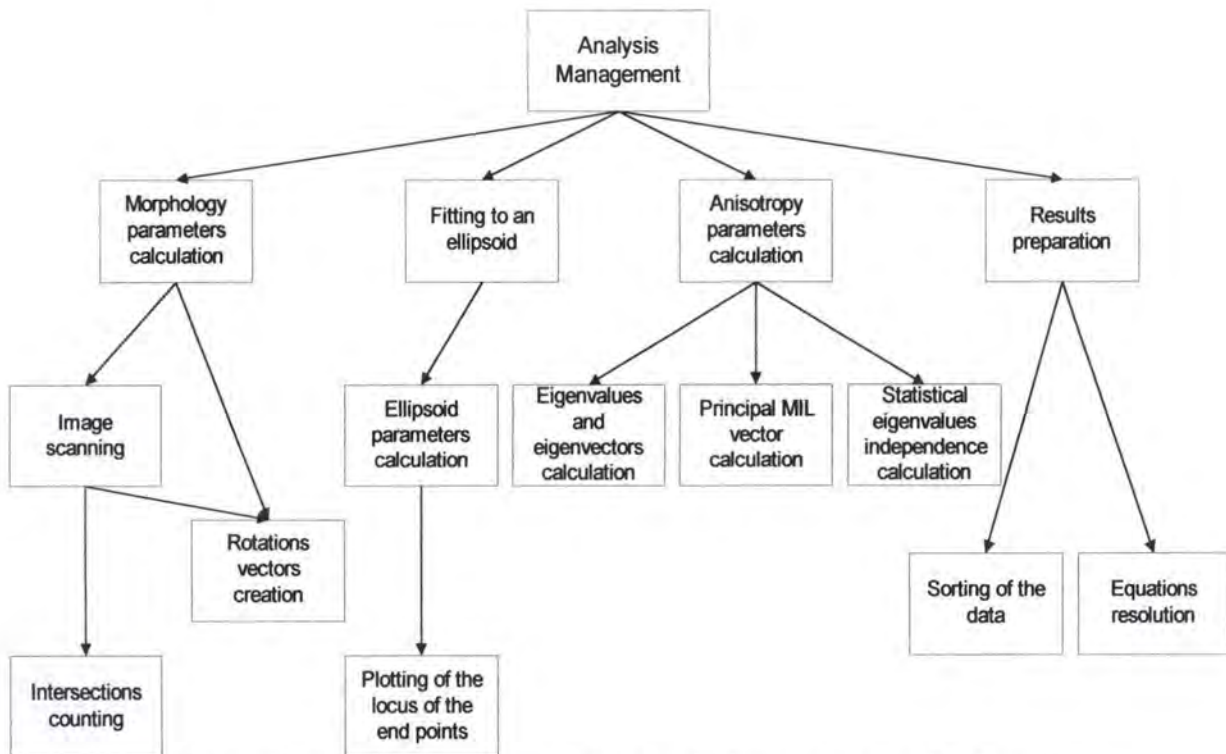 Analysis
Management
Morphology
parameters
calculation
Fitting to an
ellipsoid
Anisotropy
parameters
calculation
Results
preparation
Image
scanning
Ellipsoid
parameters
calculation
Eigenvalues
and
eigenvectors
calculation
Principal MIL
vector
calculation
Statistical
eigenvalues
independence
calculation
Rotations
vectors
creation
Sorting of the
data
Equations
resolution
Intersections
counting
Plotting of the
locus of the
end points